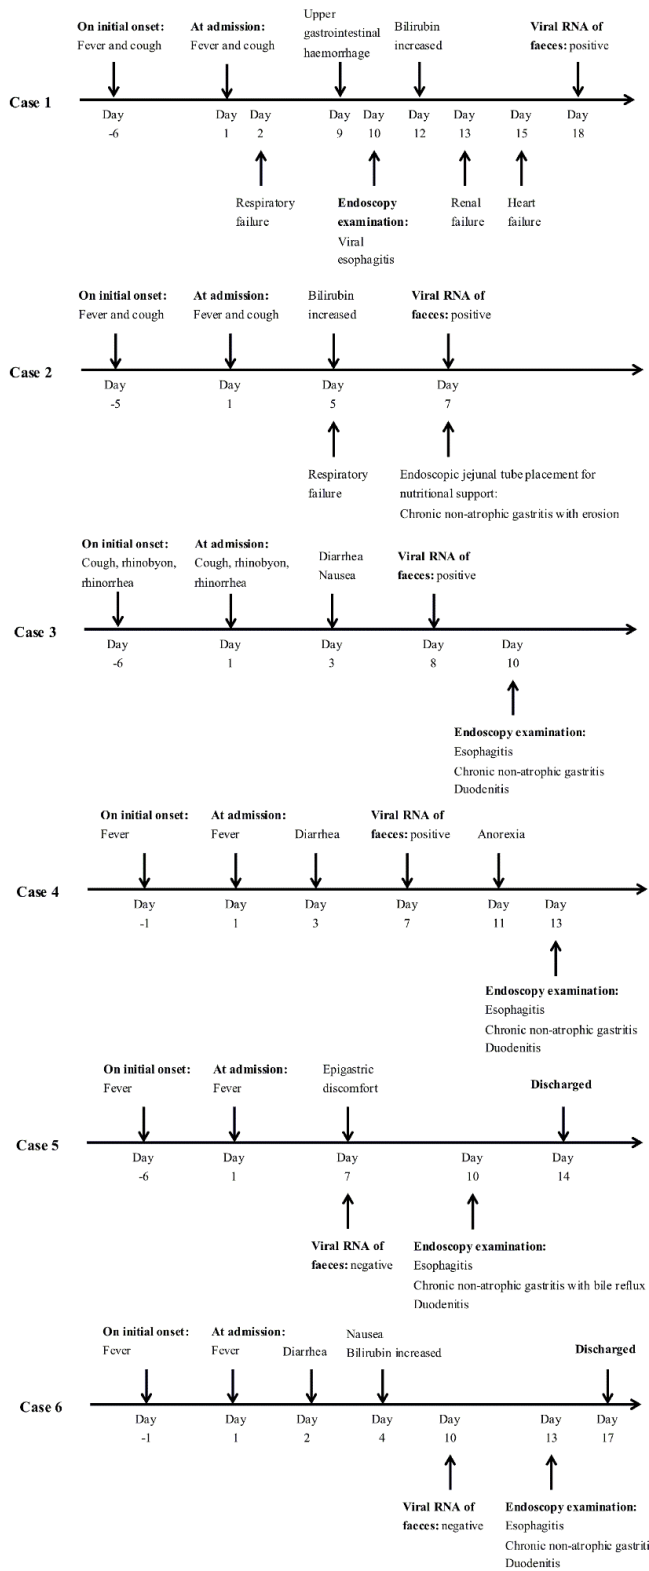 On initial onset:
Fever and cough
At admission:
Fever and cough
Upper
gastrointestinal
haemorrhage
Bilirubin
increased
Viral RNA of
faeces: positive
Case 1
Day
-6
Day
1
Day
2
Day
9
Day
10
Day
12
Day
13
Day
15
Day
18
Respiratory
failure
Endoscopy
examination:
Viral
esophagitis
Renal
failure
Heart
failure
On initial onset:
Fever and cough
At admission:
Fever and cough
Bilirubin
increased
Viral RNA of
faeces: positive
Case 2
Day
-5
Day
1
Day
5
Day
7
Respiratory
failure
Endoscopic jejunal tube placement for
nutritional support:
Chronic non-atrophic gastritis with erosion
On initial onset:
Cough, rhinobyon,
rhinorrhea
At admission:
Cough, rhinobyon,
rhinorrhea
Diarrhea
Nausea
Viral RNA of
faeces: positive
Case 3
Day
-6
Day
1
Day
3
Day
8
Day
10
Endoscopy examination:
Esophagitis
Chronic non-atrophic gastritis
Duodenitis
On initial onset:
Fever
At admission:
Fever
Diarrhea
Viral RNA of
faeces: positive
Anorexia
Case 4
Day
-1
Day
1
Day
3
Day
7
Day
11
Day
13
Endoscopy examination:
Esophagitis
Chronic non-atrophic gastritis
Duodenitis
On initial onset:
Fever
At admission:
Fever
Epigastric
discomfort
Discharged
Case 5
Day
-6
Day
1
Day
7
Day
10
Day
14
Viral RNA of
faeces: negative
Endoscopy examination:
Esophagitis
Chronic non-atrophic gastritis with bile reflux
Duodenitis
On initial onset:
Fever
At admission:
Fever
Diarrhea
Nausea
Bilirubin increased
Discharged
Case 6
Day
-1
Day
1
Day
2
Day
4
Day
10
Day
13
Day
17
Viral RNA of
faeces: negative
Endoscopy examination:
Esophagitis
Chronic non-atrophic gastriti
Duodenitis